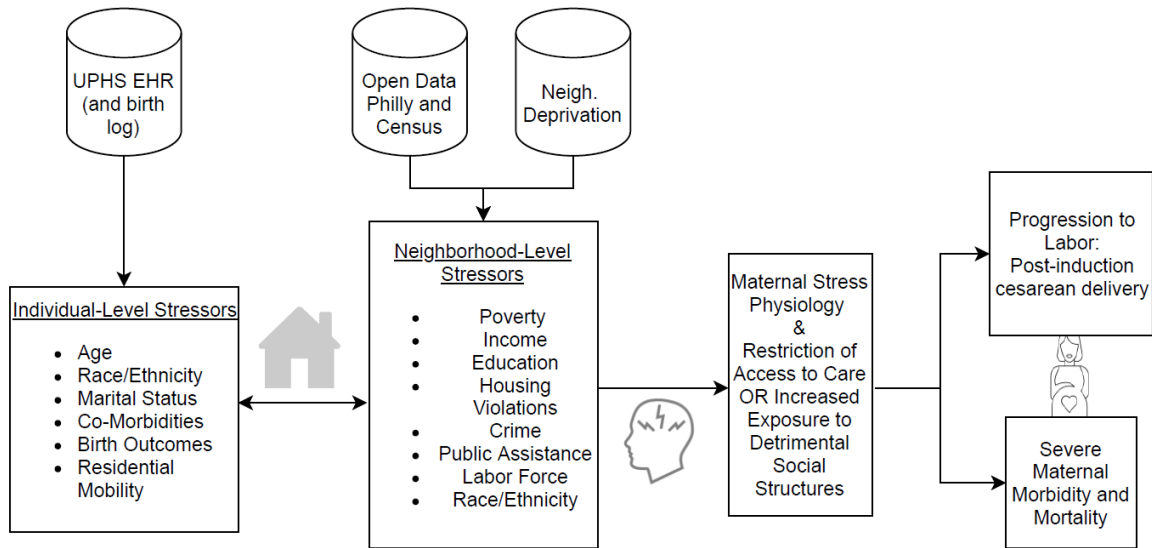 UPHS EHR
(and birth
log)
Open Data
Philly and
Census
Neigh.
Deprivation
Individual-Level Stressors
Age
Race/Ethnicity
Marital Status
Co-Morbidities
Birth Outcomes
Residential
Mobility
Neighborhood-Level
Stressors
Poverty
Income
Education
Housing
Violations
Crime
Public Assistance
Labor Force
Race/Ethnicity
Maternal Stress
Physiology
&
Restriction of
Access to Care
OR Increased
Exposure to
Detrimental
Social
Structures
Progression to
Labor:
Post-induction
cesarean delivery
Severe
Maternal
Morbidity and
Mortality